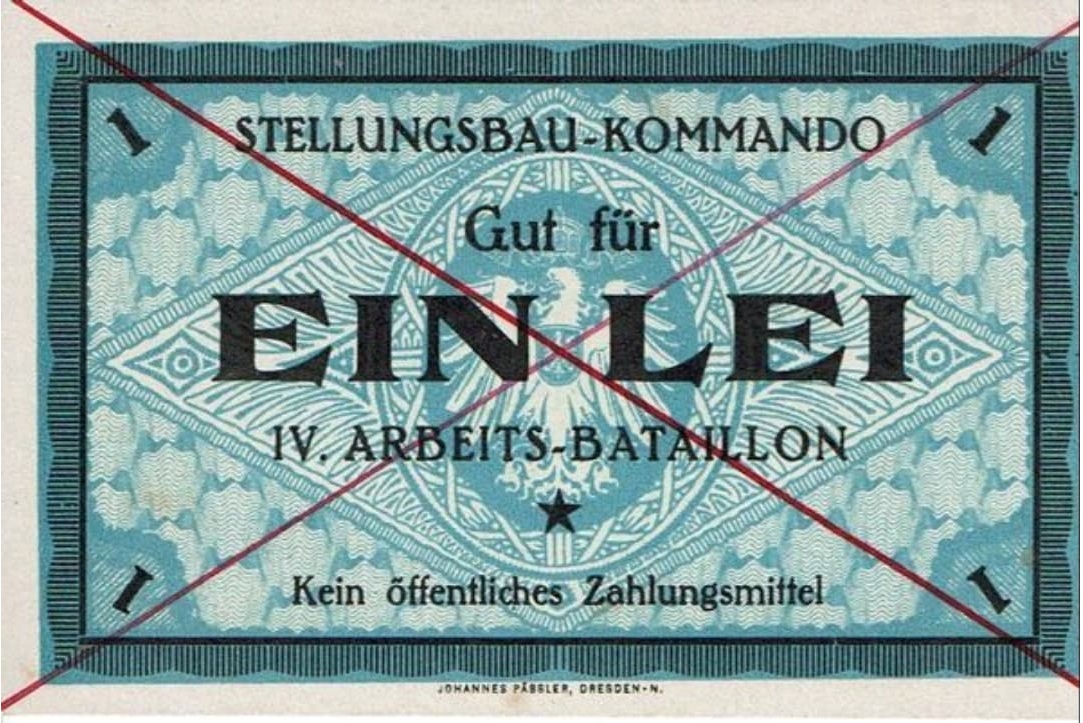 1 1
STELLUNGSBAU-KOMMANDO
Gut für
EIN LEI
IV. ARBEITS-BATAILLON
Kein öffentliches Zahlungsmittel
1 1
JOHANNES PÄSSLER, DRESDEN-N.